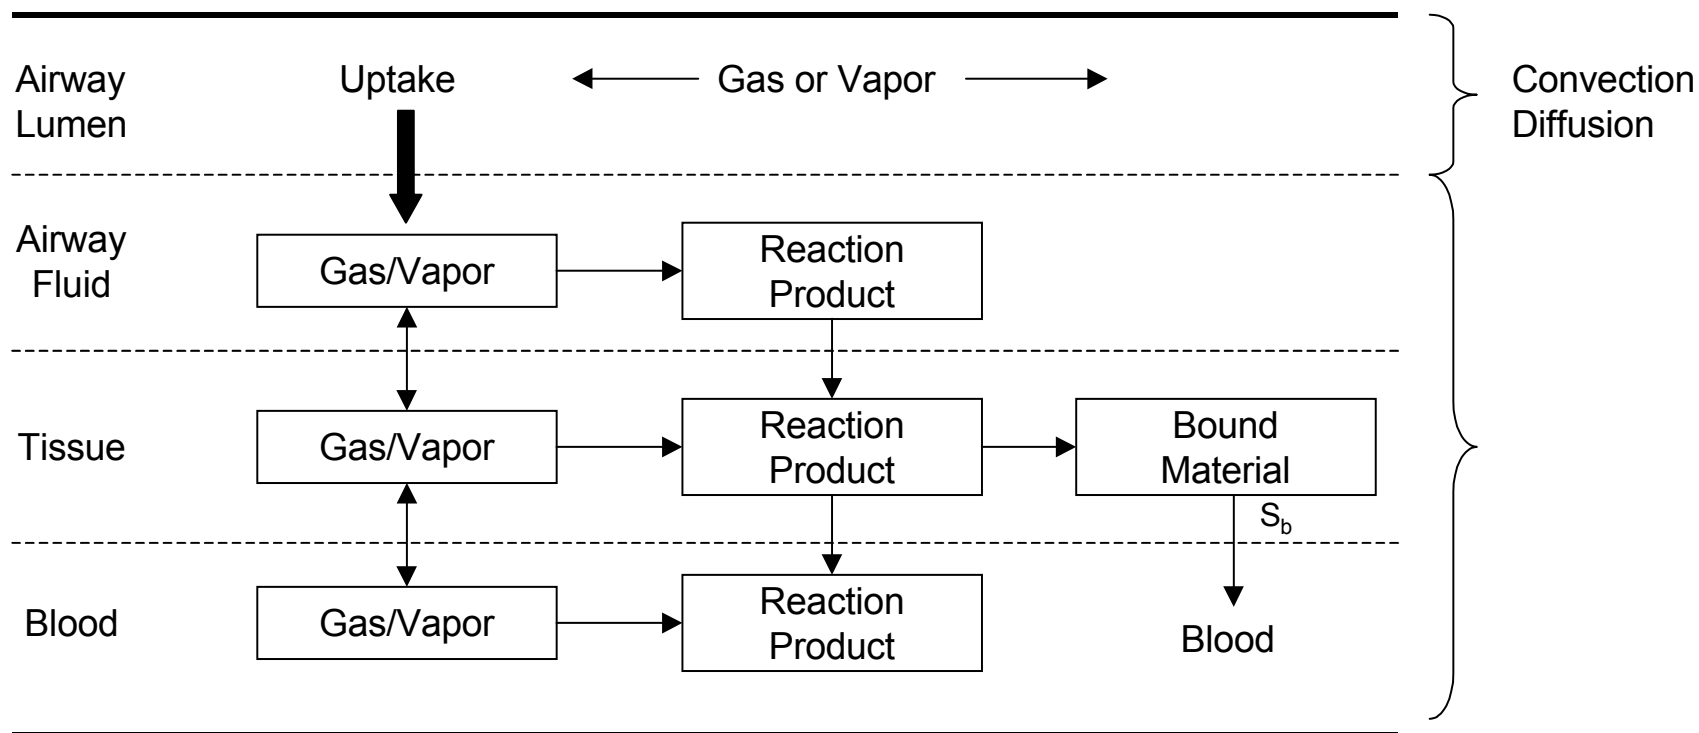 Airway
Lumen
Uptake
Gas or Vapor
Convection
Diffusion
Airway
Fluid
Gas/Vapor
Reaction
Product
Tissue
Gas/Vapor
Reaction
Product
Bound
Material
Sb
Blood
Gas/Vapor
Reaction
Product
Blood